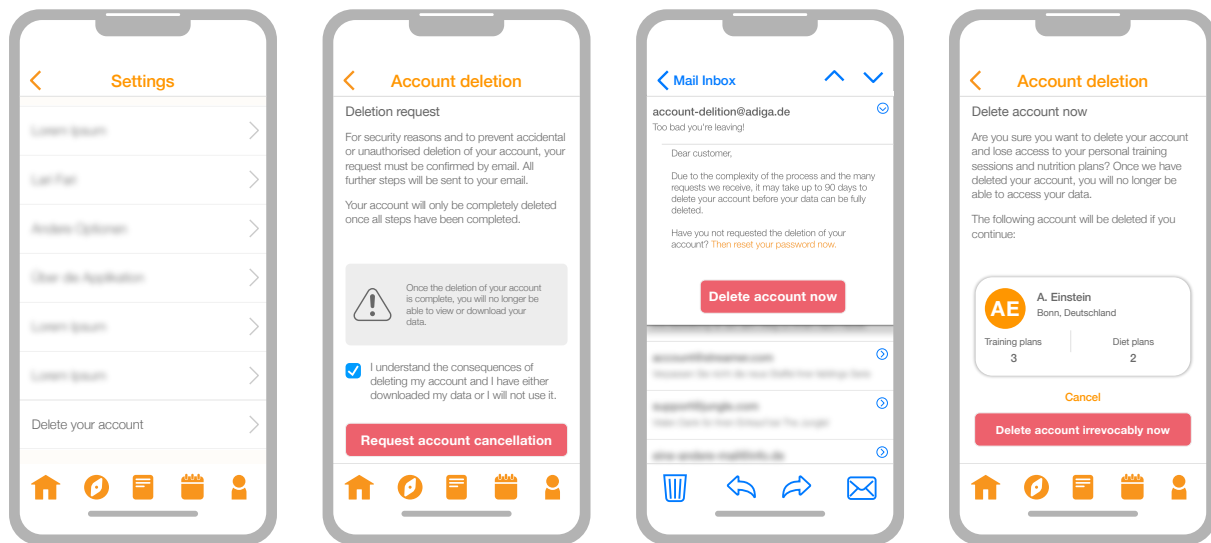 Settings
Lorem Ipsum
Lari Fari
Andere Optionen
Über die Applikation
Lorem Ipsum
Lorem Ipsum
Delete your account
Account deletion
Deletion request
For security reasons and to prevent accidental
or unauthorised deletion of your account, your
request must be confirmed by email. All
further steps will be sent to your email.
Your account will only be completely deleted
once all steps have been completed.
Once the deletion of your account
is complete, you will no longer be
able to view or download your
data.
I understand the consequences of
deleting my account and I have either
downloaded my data or I will not use it.
Request account cancellation
Mail Inbox
account-delition@adiga.de
Too bad you're leaving!
Dear customer,
Due to the complexity of the process and the many
requests we receive, it may take up to 90 days to
delete your account before your data can be fully
deleted.
Have you not requested the deletion of your
account? Then reset your password now.
Delete account now
Account deletion
Delete account now
Are you sure you want to delete your account
and lose access to your personal training
sessions and nutrition plans? Once we have
deleted your account, you will no longer be
able to access your data.
The following account will be deleted if you
continue:
AE
A. Einstein
Bonn, Deutschland
Training plans
Diet plans
3
2
Cancel
Delete account irrevocably now